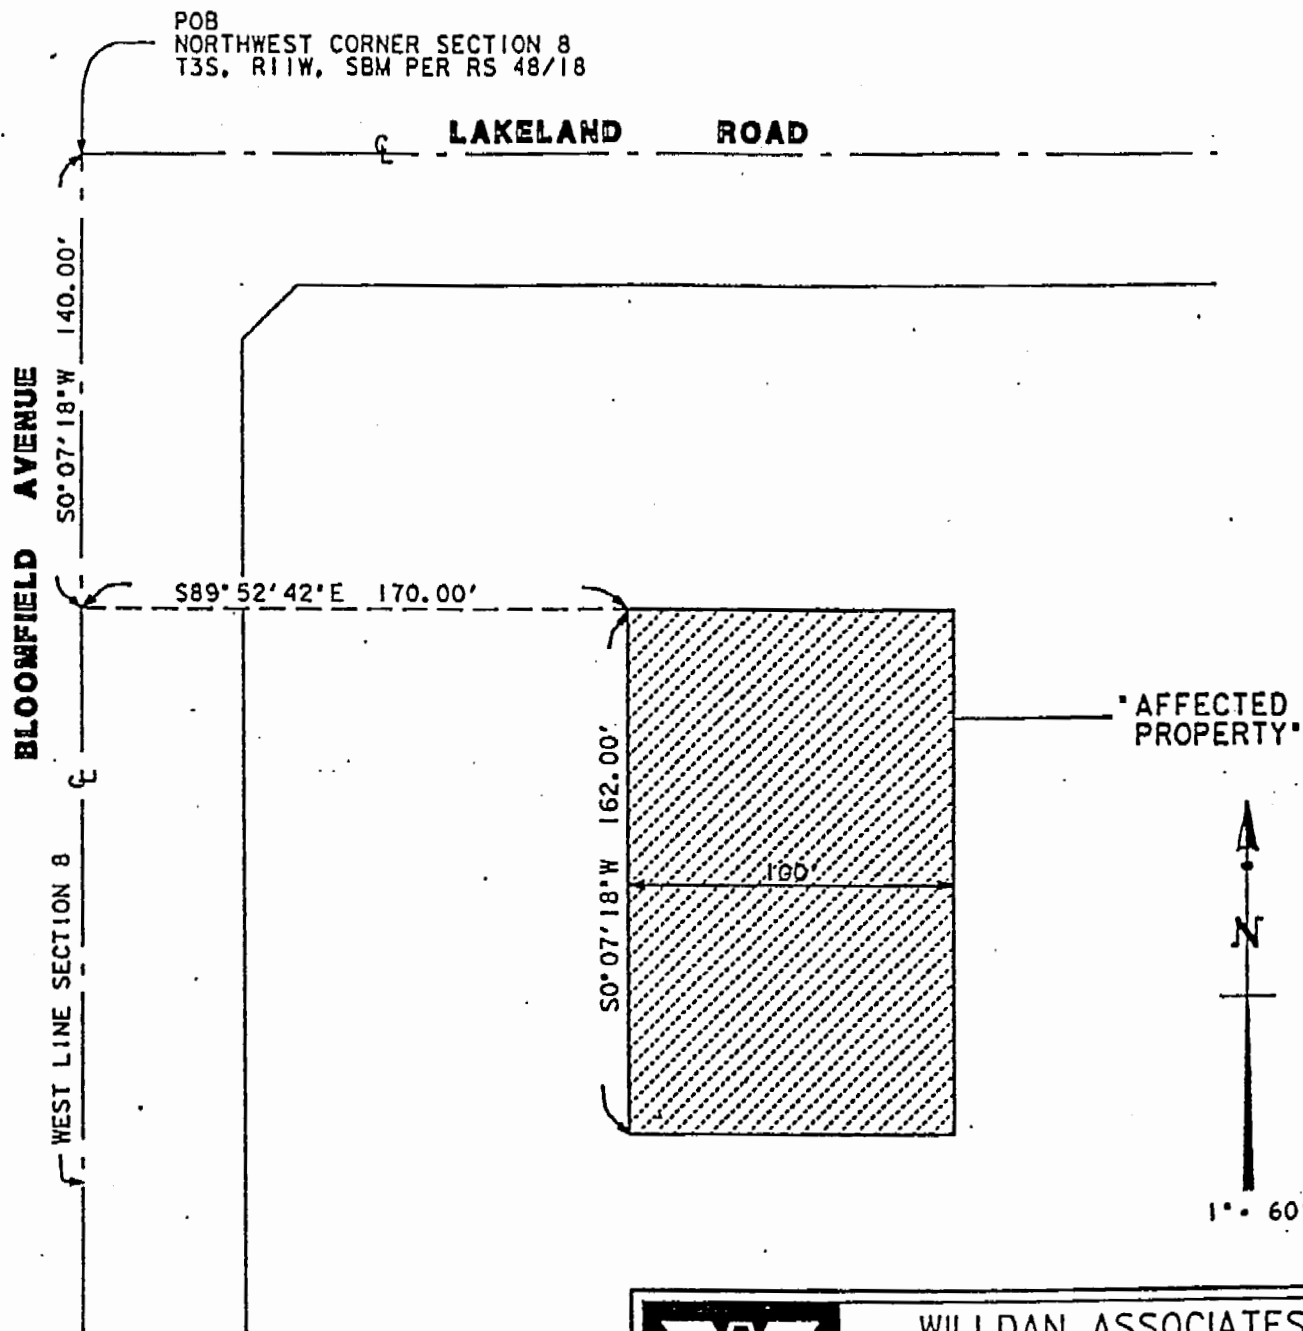 POB
NORTHWEST CORNER SECTION 8
T3S, R11W, SBM PER RS 48/18
LAKELAND ROAD
S0°07'18"W 140.00'
BLOOMFIELD AVENUE
S89°52'42"E 170.00'
"AFFECTED
PROPERTY"
S0°07'18"W 162.00'
100'
WEST LINE SECTION 8
N
1" = 60
WILLDAN ASSOCIATES